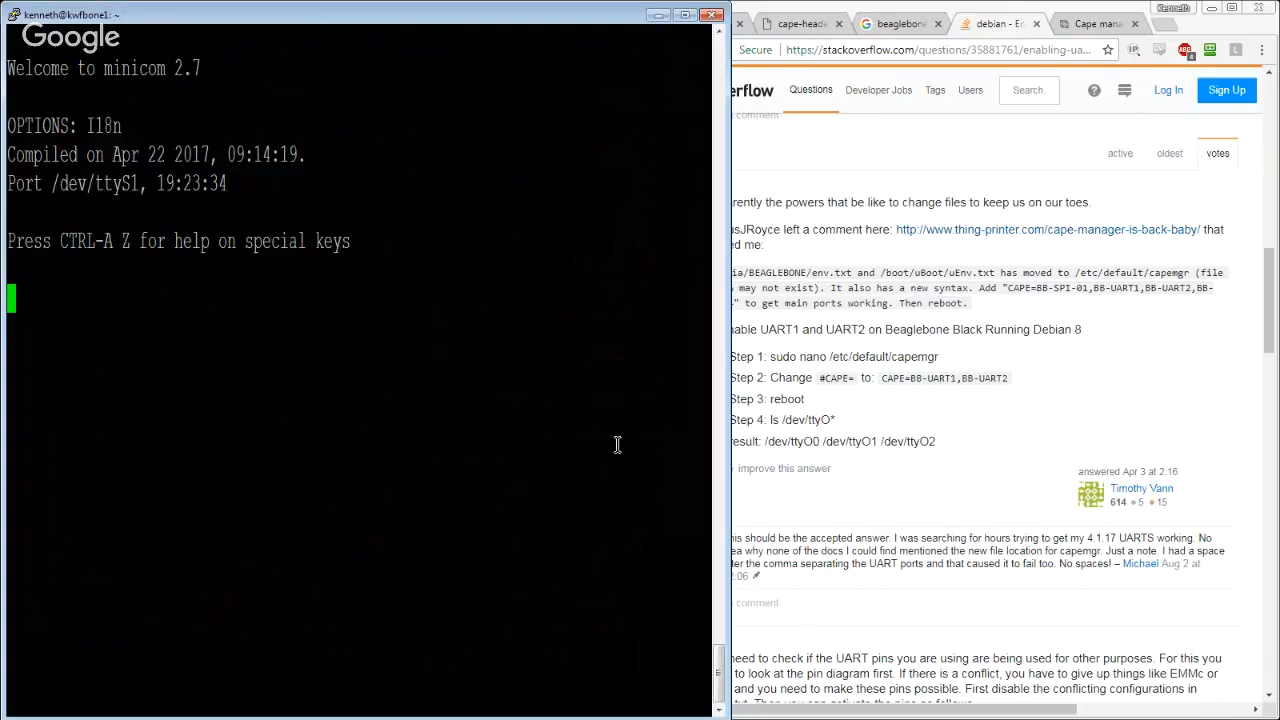 kenneth@kwfbone1: ~
Google
Welcome to minicom 2.7
OPTIONS: I18n
Compiled on Apr 22 2017, 09:14:19.
Port /dev/ttyS1, 19:23:34
Press CTRL-A Z for help on special keys
Kenneth
cape-heade
beaglebone
debian - En
Cape mana
Secure
https://stackoverflow.com/questions/35881761/enabling-ua...
ABP
4
L
erflow
Questions
Developer Jobs
Tags
Users
Search.
Log In
Sign Up
comment
active
oldest
votes
rently the powers that be like to change files to keep us on our toes.
usJRoyce left a comment here: http://www.thing-printer.com/cape-manager-is-back-baby/ that
ed me:
ia/BEAGLEBONE/env.txt and /boot/uBoot/uEnv.txt has moved to /etc/default/capemgr (file
may not exist). It also has a new syntax. Add "CAPE=BB-SPI-01,BB-UART1,BB-UART2,BB-
" to get main ports working. Then reboot.
able UART1 and UART2 on Beaglebone Black Running Debian 8
Step 1: sudo nano /etc/default/capemgr
Step 2: Change #CAPE= to: CAPE=BB-UART1,BB-UART2
Step 3: reboot
Step 4: ls /dev/ttyO*
result: /dev/ttyO0 /dev/ttyO1 /dev/ttyO2
improve this answer
answered Apr 3 at 2:16
Timothy Vann
614 5 15
his should be the accepted answer. I was searching for hours trying to get my 4.1.17 UARTS working. No
ea why none of the docs I could find mentioned the new file location for capemgr. Just a note. I had a space
ter the comma separating the UART ports and that caused it to fail too. No spaces! – Michael Aug 2 at
2:06
comment
need to check if the UART pins you are using are being used for other purposes. For this you
to look at the pin diagram first. If there is a conflict, you have to give up things like EMMc or
and you need to make these pins possible. First disable the conflicting configurations in